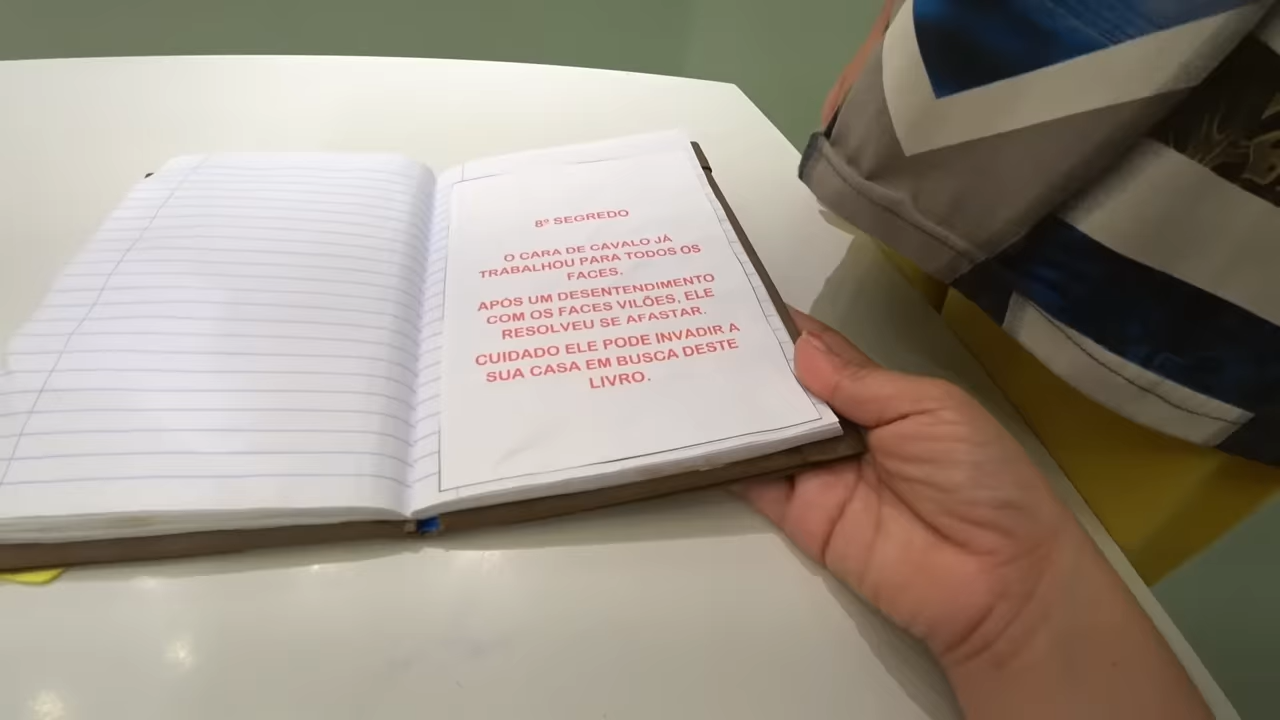 8º SEGREDO
O CARA DE CAVALO JÁ
TRABALHOU PARA TODOS OS
FACES.
APÓS UM DESENTENDIMENTO
COM OS FACES VILÕES, ELE
RESOLVEU SE AFASTAR.
CUIDADO ELE PODE INVADIR A
SUA CASA EM BUSCA DESTE
LIVRO.